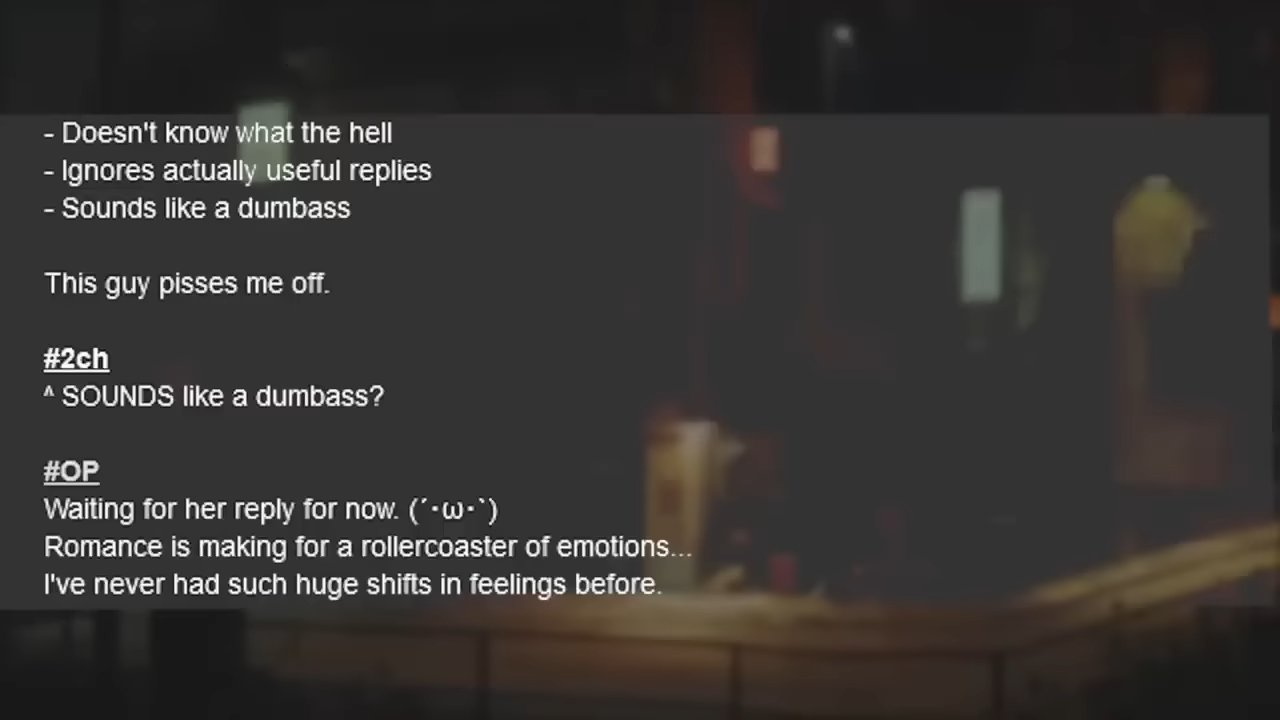 - Doesn't know what the hell
- Ignores actually useful replies
- Sounds like a dumbass
This guy pisses me off.
#2ch
^ SOUNDS like a dumbass?
#OP
Waiting for her reply for now. (´･ω･`)
Romance is making for a rollercoaster of emotions...
I've never had such huge shifts in feelings before.